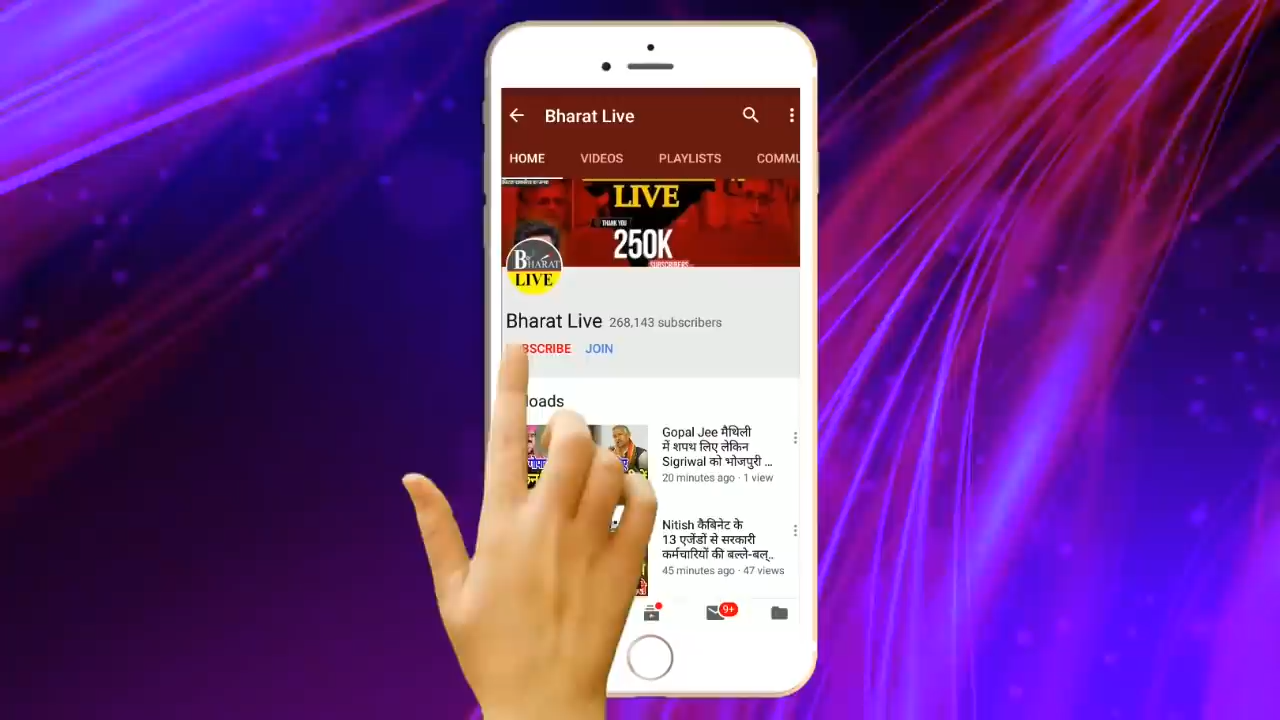 Bharat Live
HOME VIDEOS PLAYLISTS COMMU
LIVE
THANK YOU
250K
SUBSCRIBERS
BHARAT
LIVE
Bharat Live 268,143 subscribers
SUBSCRIBE JOIN
loads
Gopal Jee मैथिली
में शपथ लिए लेकिन
Sigriwal को भोजपुरी ...
20 minutes ago · 1 view
Nitish कैबिनेट के
13 एजेंडों से सरकारी
कर्मचारियों की बल्ले-बल्..
45 minutes ago · 47 views
9+